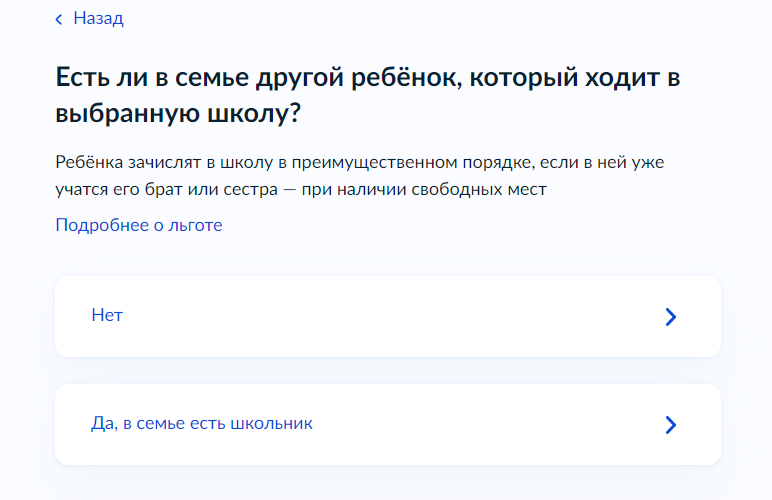 Назад
Есть ли в семье другой ребёнок, который ходит в
выбранную школу?
Ребёнка зачислят в школу в преимущественном порядке, если в ней уже
учатся его брат или сестра — при наличии свободных мест
Подробнее о льготе
Нет
Да, в семье есть школьник